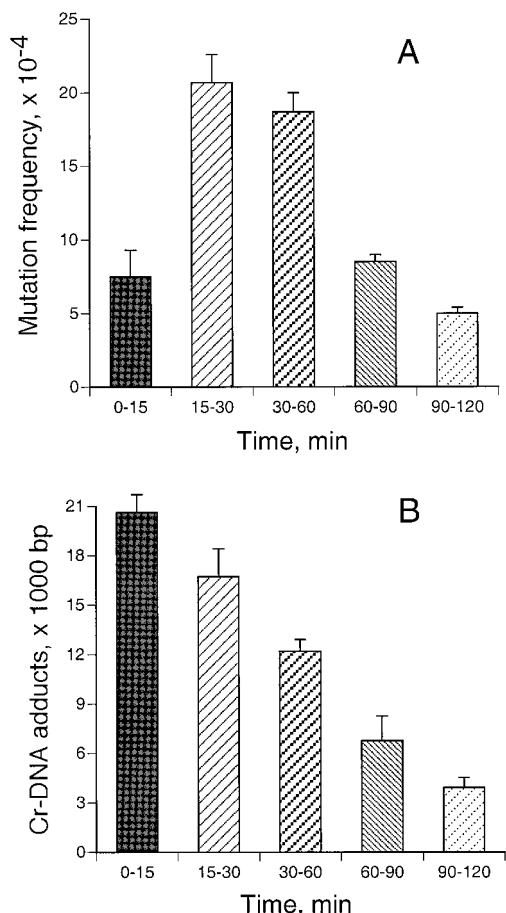 A
Mutation frequency, x 10-4
25
20
15
10
5
0
0-15 15-30 30-60 60-90 90-120
Time, min
B
Cr-DNA adducts, x 1000 bp
21
18
15
12
9
6
3
0
0-15 15-30 30-60 60-90 90-120
Time, min